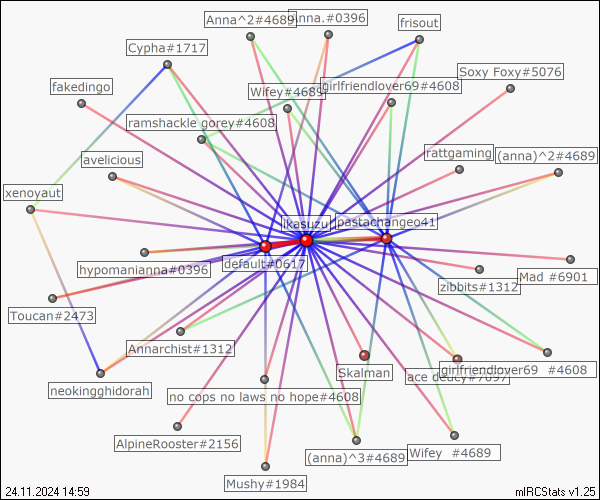 Anna^2#4689
Anna.#0396
frisout
Cypha#1717
Soxy Foxy#5076
fakedingo
Wifey#4689
girlfriendlover69#4608
ramshackle gorey#4608
avelicious
rattgaming
(anna)^2#4689
xenoyaut
ikasuzu
pastachangeo41
default#0617
hypomanianna#0396
zibbits#1312
Mad #6901
Toucan#2473
Annarchist#1312
Skalman
ace deucy#7097
girlfriendlover69 #4608
neokingghidorah
no cops no laws no hope#4608
AlpineRooster#2156
(anna)^3#4689
Wifey #4689
Mushy#1984
24.11.2024 14:59
mIRCStats v1.25